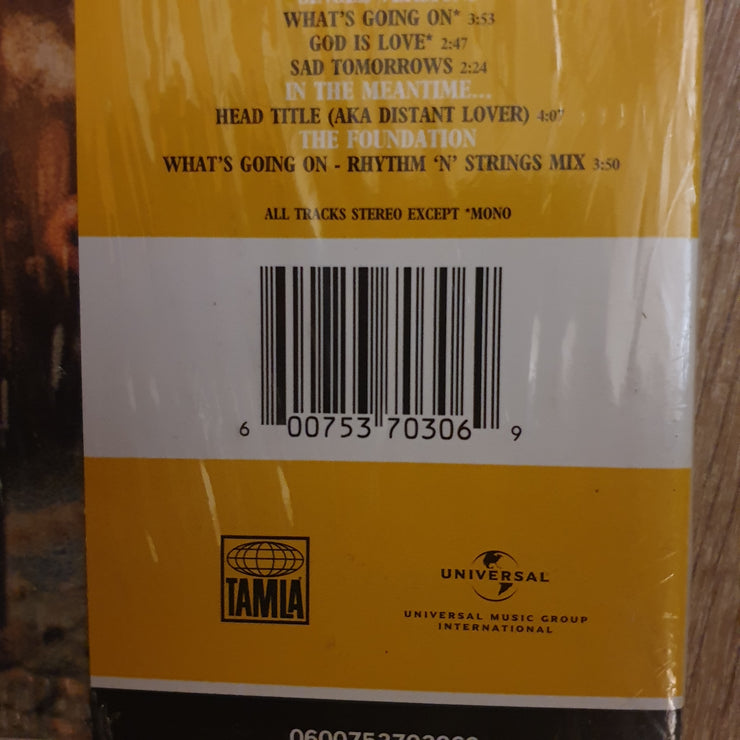 WHAT'S GOING ON* 3:53
GOD IS LOVE* 2:47
SAD TOMORROWS 2:24
IN THE MEANTIME...
HEAD TITLE (AKA DISTANT LOVER) 4:07
THE FOUNDATION
WHAT'S GOING ON - RHYTHM 'N' STRINGS MIX 3:50
ALL TRACKS STEREO EXCEPT *MONO
6 00753 70306 9
TAMLA
UNIVERSAL
UNIVERSAL MUSIC GROUP
INTERNATIONAL